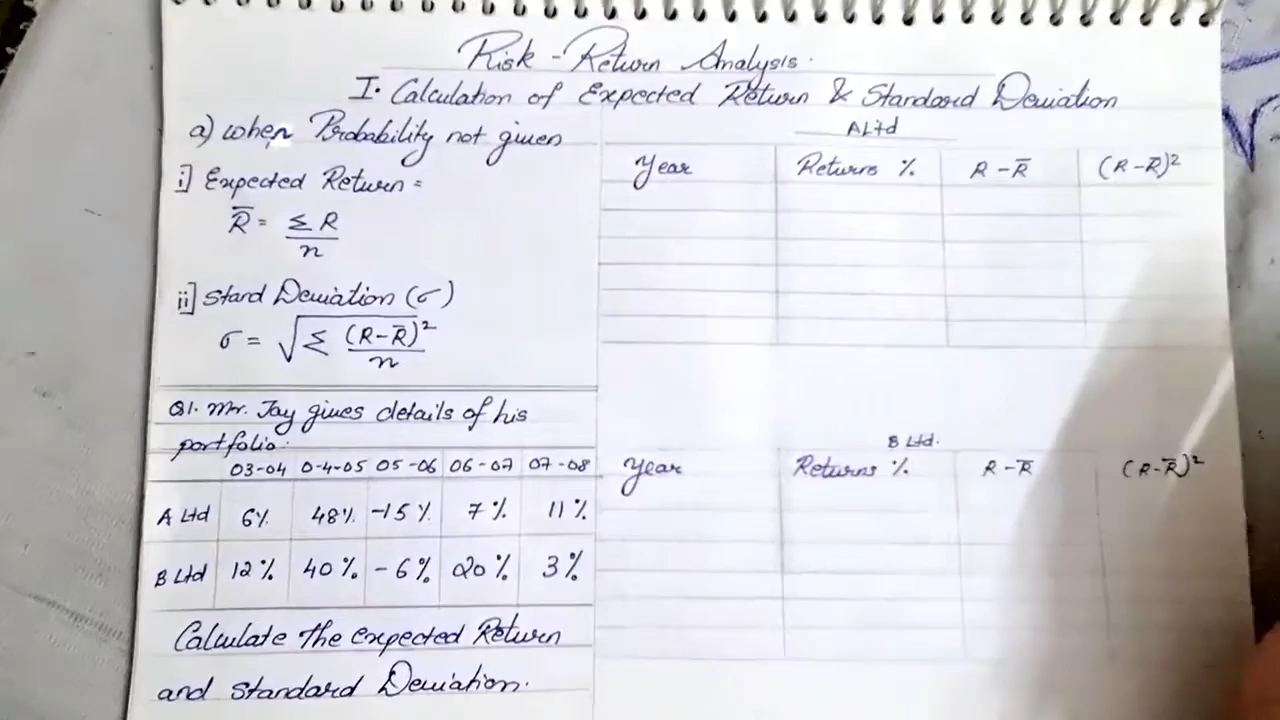 Risk - Return Analysis.
I. Calculation of Expected Return & Standard Deviation
a) when Probability not given
i] Expected Return =
R̅ = Σ R / n
ii] Stard Deviation (σ)
σ = √Σ (R-R̅)² / n
Q1. Mr. Jay gives details of his
portfolio:
03-04 0-4-05 05-06 06-07 07-08
A Ltd 6% 48% -15% 7% 11%
B Ltd 12% 40% -6% 20% 3%
Calculate the expected Return
and standard Deviation.
A Ltd
Year Returns % R - R̅ (R - R̅)²
B Ltd.
Year Returns % R - R̅ (R - R̅)²